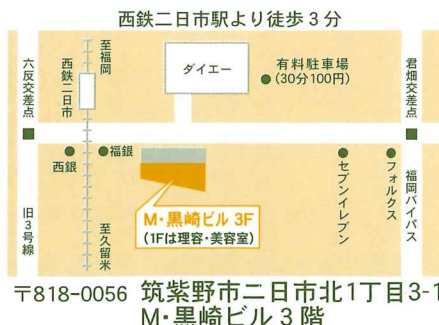 西鉄二日市駅より徒歩3分
六反交差点
至福岡
西鉄二日市
ダイエー
有料駐車場
(30分100円)
君畑交差点
西銀
福銀
旧3号線
至久留米
M・黒崎ビル 3F
(1Fは理容・美容室)
セブンイレブン
フォルクス
福岡バイパス
〒818-0056 筑紫野市二日市北1丁目3-1
M・黒崎ビル3階